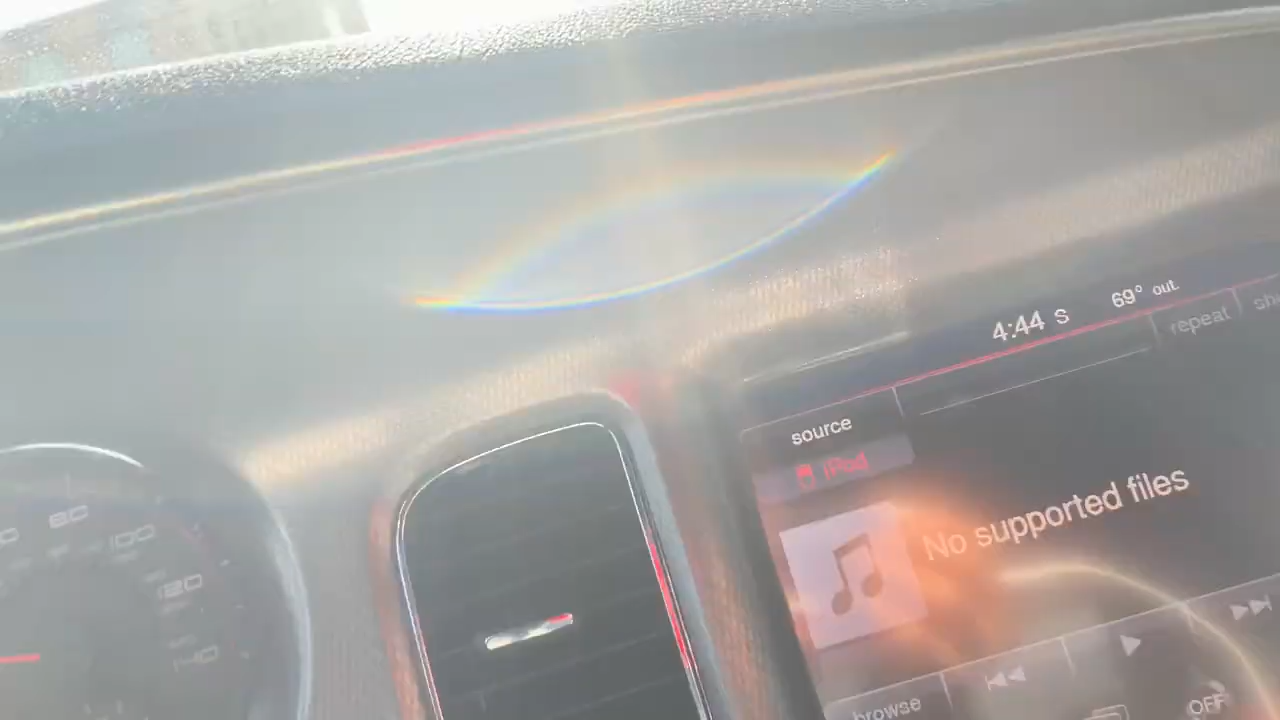 4:44 S 69° out.
repeat
source
iPod
No supported files
80
100
120
140
browse
OFF